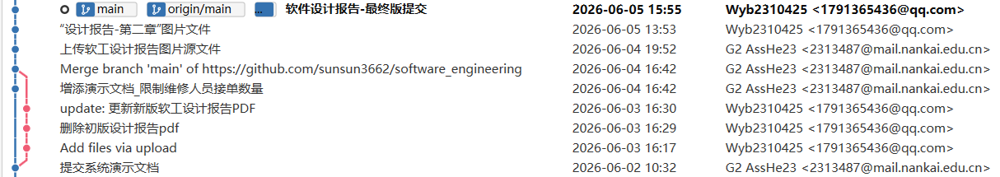 main origin/main ... 软件设计报告-最终版提交 2026-06-05 15:55 Wyb2310425 <1791365436@qq.com>
“设计报告-第二章”图片文件 2026-06-05 13:53 Wyb2310425 <1791365436@qq.com>
上传软工设计报告图片源文件 2026-06-04 19:52 G2 AssHe23 <2313487@mail.nankai.edu.cn>
Merge branch 'main' of https://github.com/sunsun3662/software_engineering 2026-06-04 16:42 G2 AssHe23 <2313487@mail.nankai.edu.cn>
增添演示文档_限制维修人员接单数量 2026-06-04 16:42 G2 AssHe23 <2313487@mail.nankai.edu.cn>
update: 更新新版软工设计报告PDF 2026-06-03 16:30 Wyb2310425 <1791365436@qq.com>
删除初版设计报告pdf 2026-06-03 16:29 Wyb2310425 <1791365436@qq.com>
Add files via upload 2026-06-03 16:17 Wyb2310425 <1791365436@qq.com>
提交系统演示文档 2026-06-02 10:32 G2 AssHe23 <2313487@mail.nankai.edu.cn>